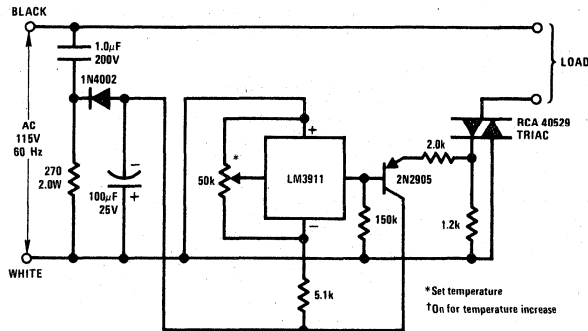 BLACK
1.0μF
200V
1N4002
LOAD
AC
115V
60 Hz
270
2.0W
−
100μF
+
25V
*
50k
+
LM3911
−
2.0k
2N2905
RCA 40529
TRIAC
150k
1.2k
WHITE
5.1k
*Set temperature
†On for temperature increase